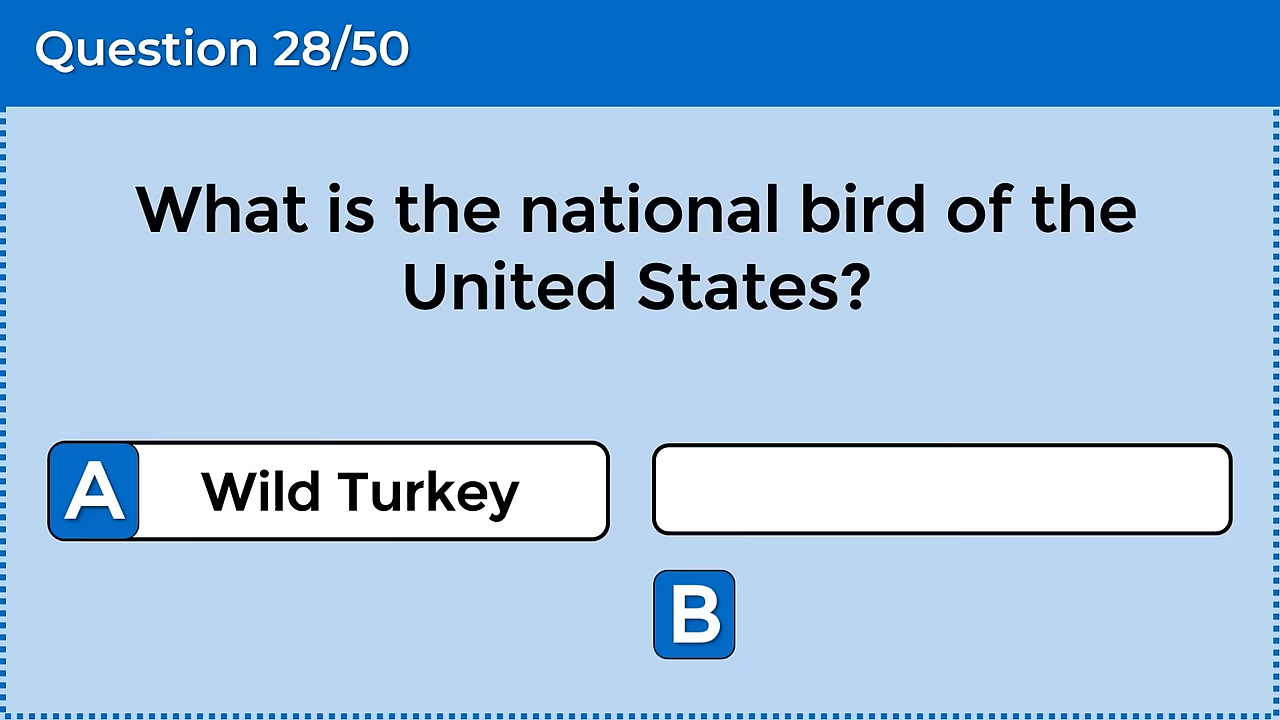 Question 28/50
What is the national bird of the
United States?
A Wild Turkey
B